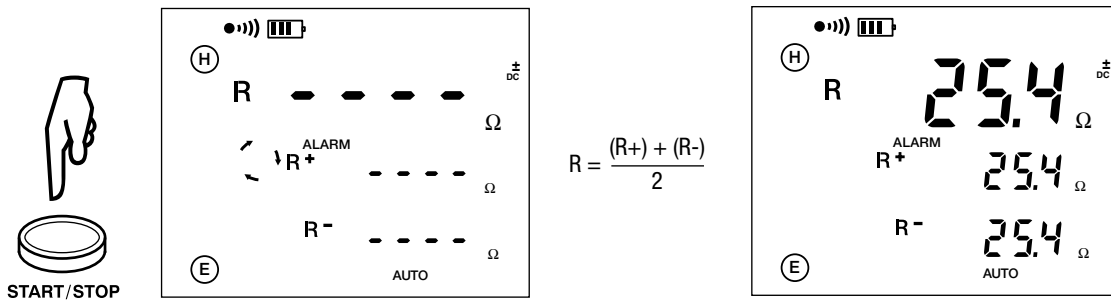 H
± DC
R - - - -
Ω
ALARM
R+ - - - - Ω
R- - - - - Ω
E
AUTO
START/STOP
R = (R+) + (R-) / 2
H
± DC
R 25.4 Ω
ALARM
R+ 25.4 Ω
R- 25.4 Ω
E
AUTO